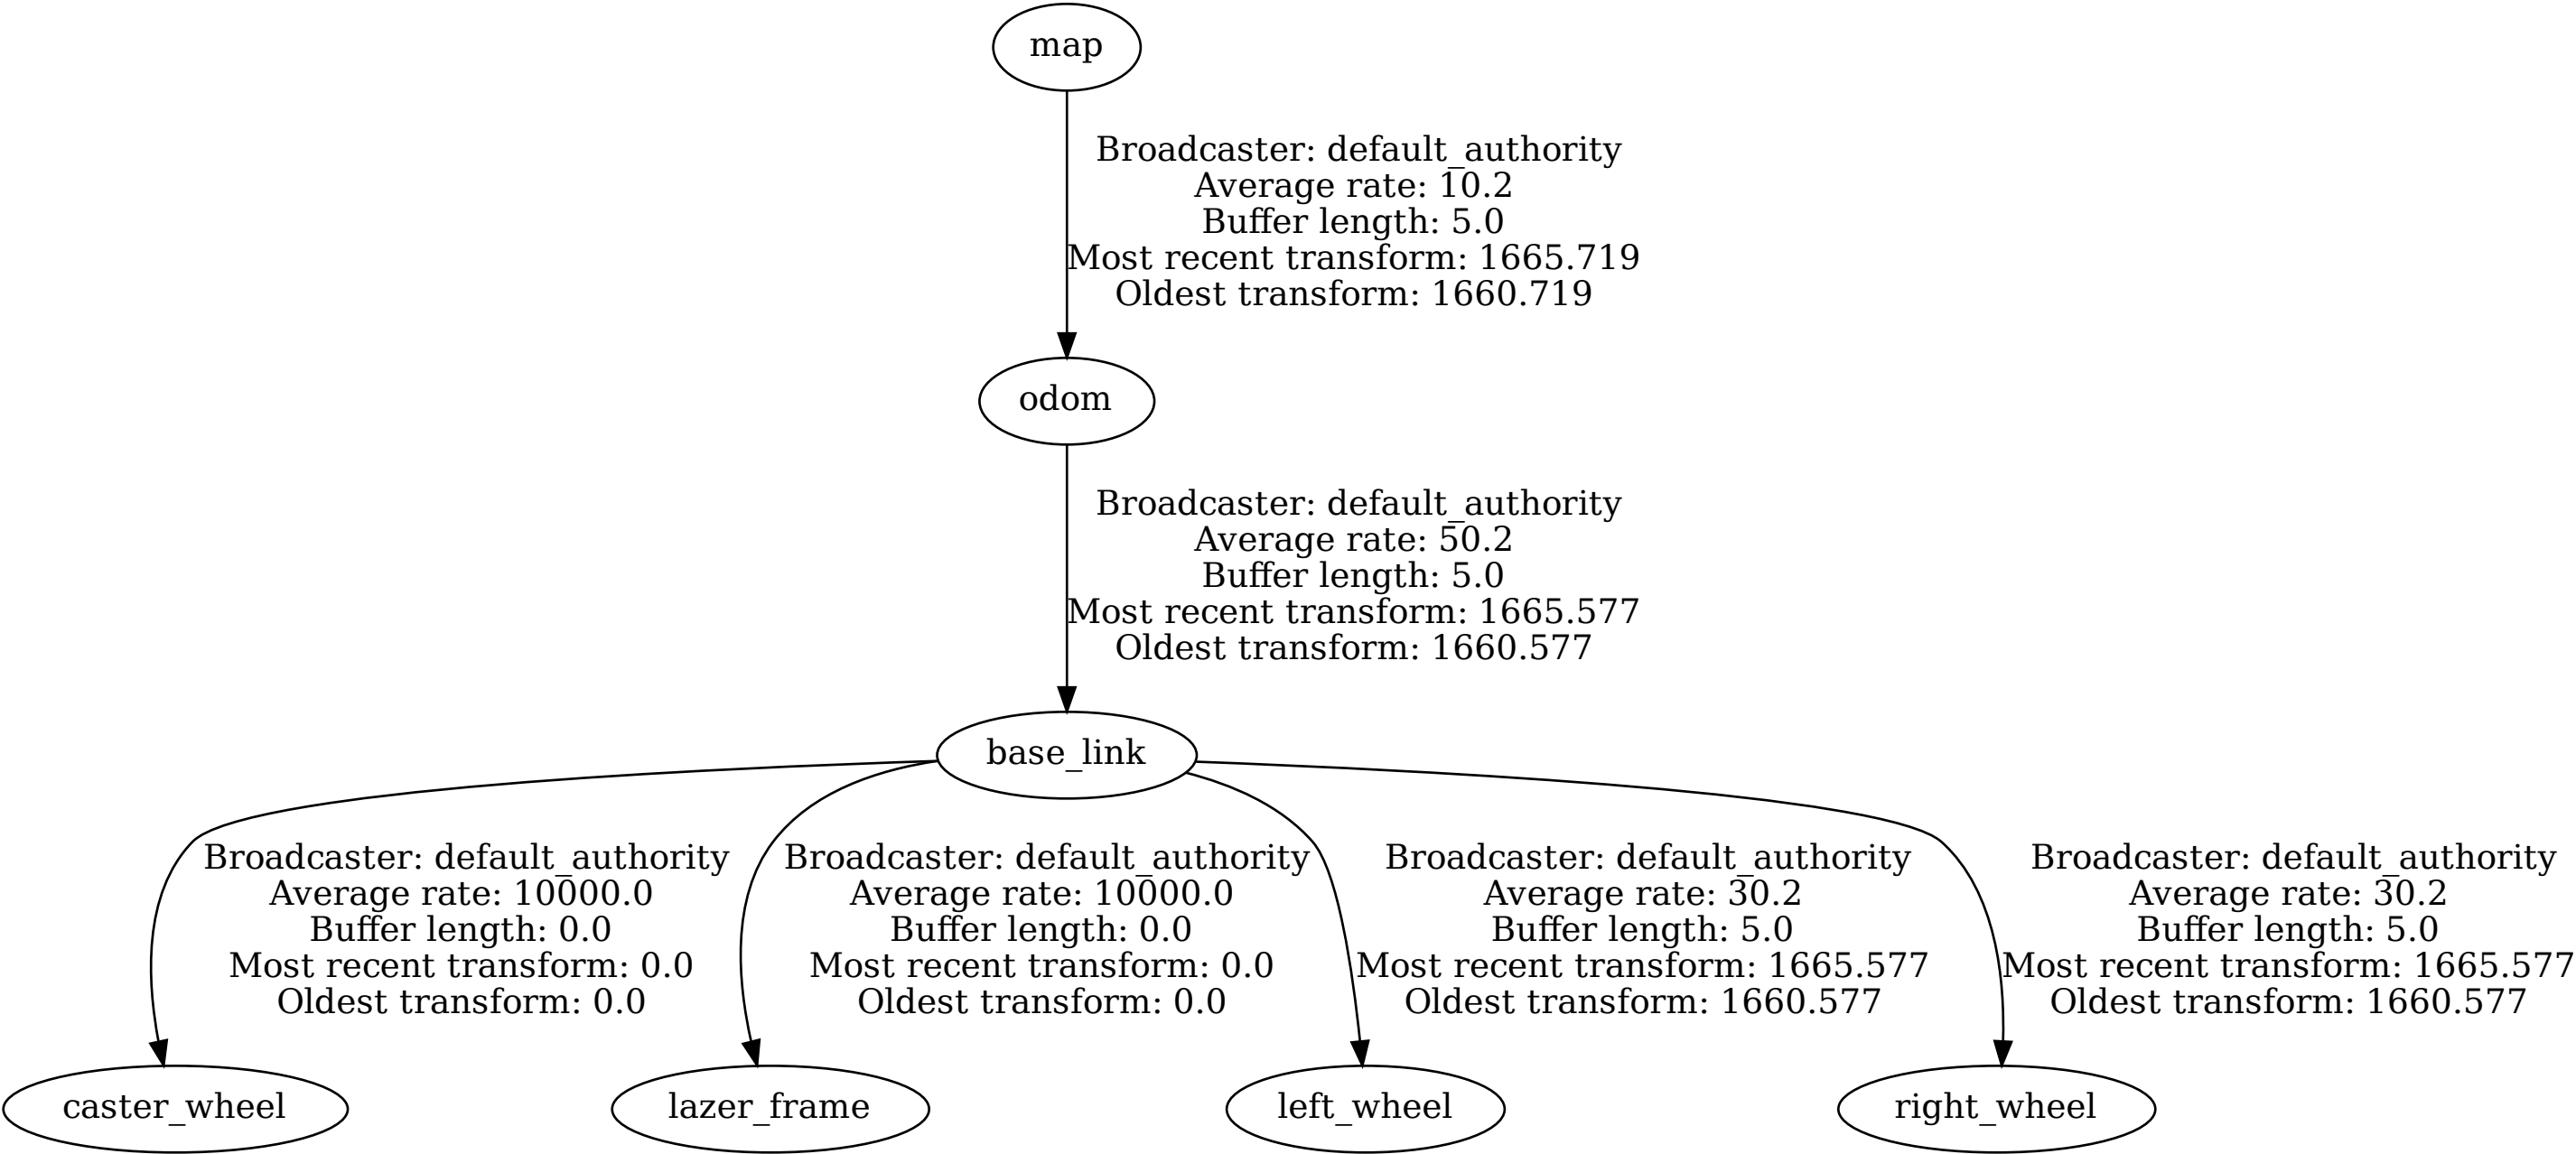 map
Broadcaster: default_authority
Average rate: 10.2
Buffer length: 5.0
Most recent transform: 1665.719
Oldest transform: 1660.719
odom
Broadcaster: default_authority
Average rate: 50.2
Buffer length: 5.0
Most recent transform: 1665.577
Oldest transform: 1660.577
base_link
Broadcaster: default_authority
Average rate: 10000.0
Buffer length: 0.0
Most recent transform: 0.0
Oldest transform: 0.0
Broadcaster: default_authority
Average rate: 10000.0
Buffer length: 0.0
Most recent transform: 0.0
Oldest transform: 0.0
Broadcaster: default_authority
Average rate: 30.2
Buffer length: 5.0
Most recent transform: 1665.577
Oldest transform: 1660.577
Broadcaster: default_authority
Average rate: 30.2
Buffer length: 5.0
Most recent transform: 1665.577
Oldest transform: 1660.577
caster_wheel
lazer_frame
left_wheel
right_wheel